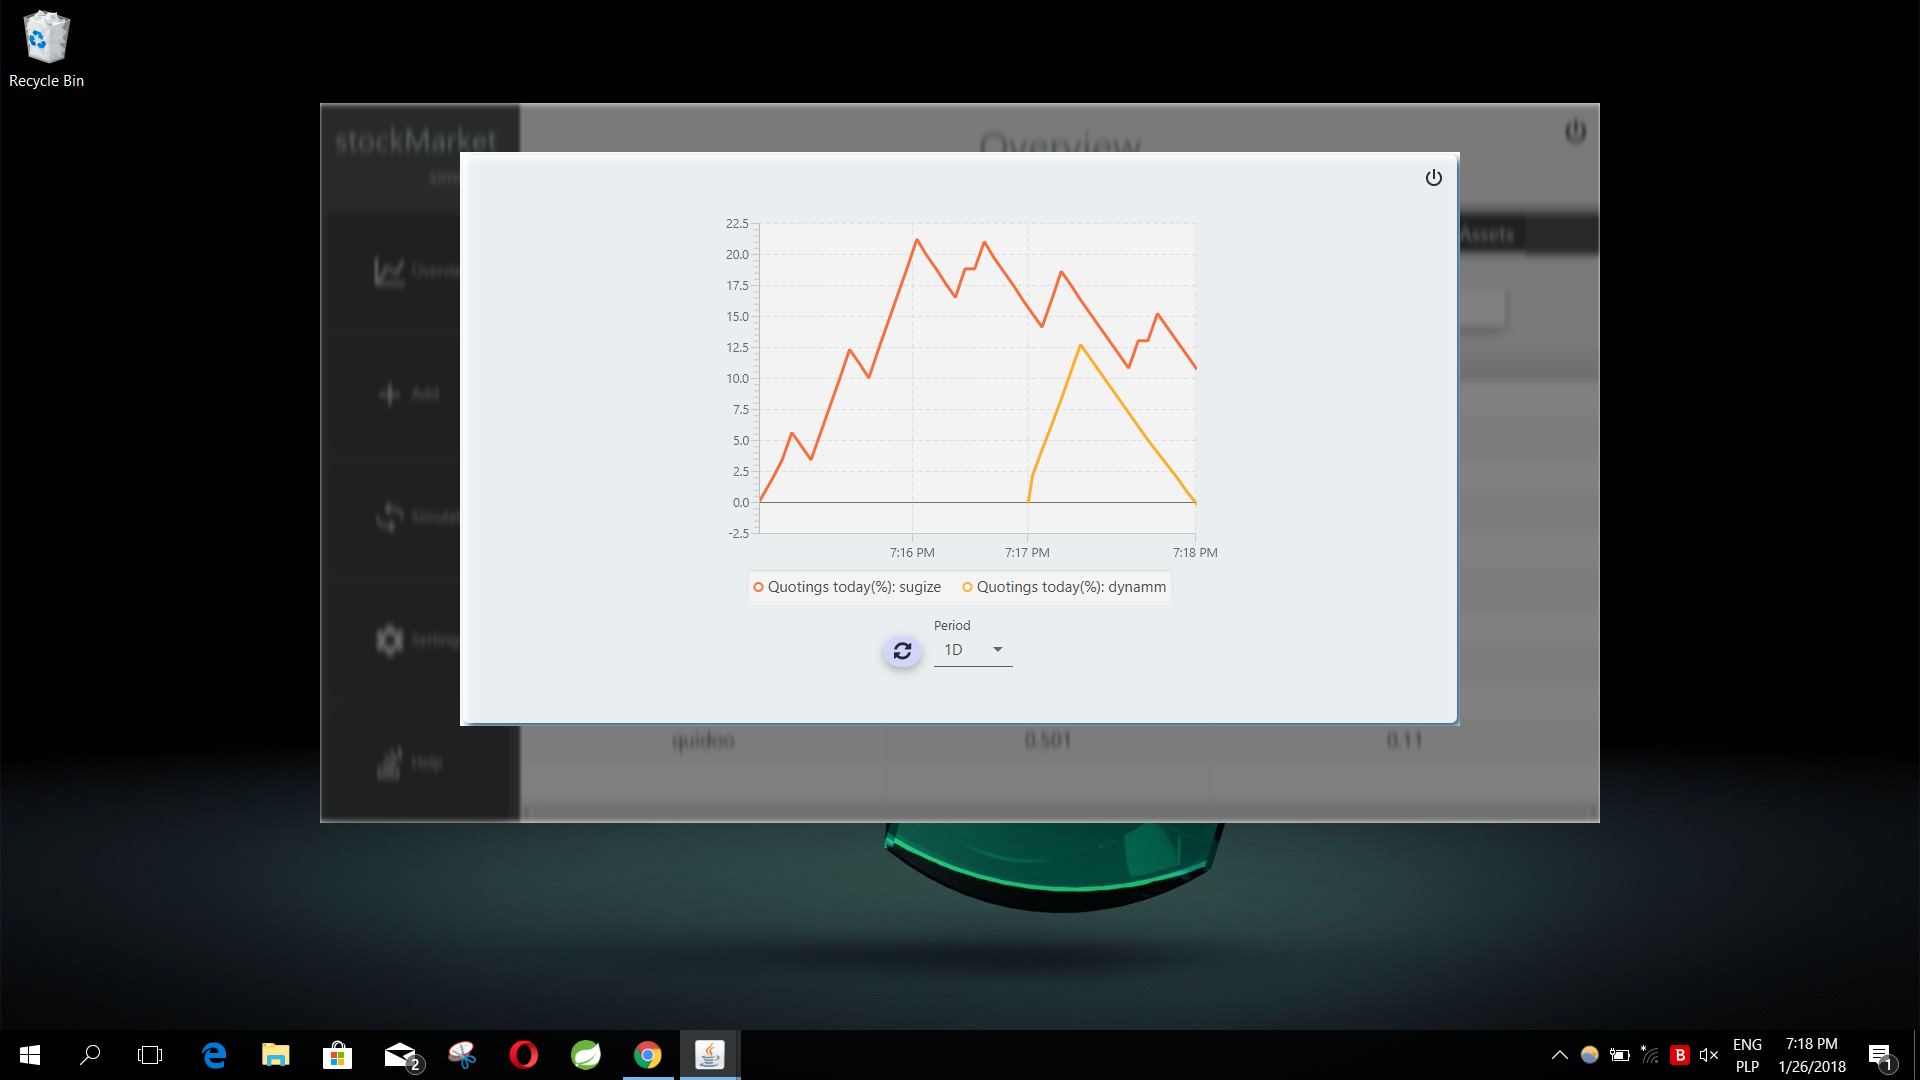 Recycle Bin
stockMarket
Overview
Assets
Add
Help
22.5
20.0
17.5
15.0
12.5
10.0
7.5
5.0
2.5
0.0
-2.5
7:16 PM
7:17 PM
7:18 PM
Quotings today(%): sugize
Quotings today(%): dynamm
Period
1D
quidoo
0.501
0.11
2
B
ENG
PLP
7:18 PM
1/26/2018
1